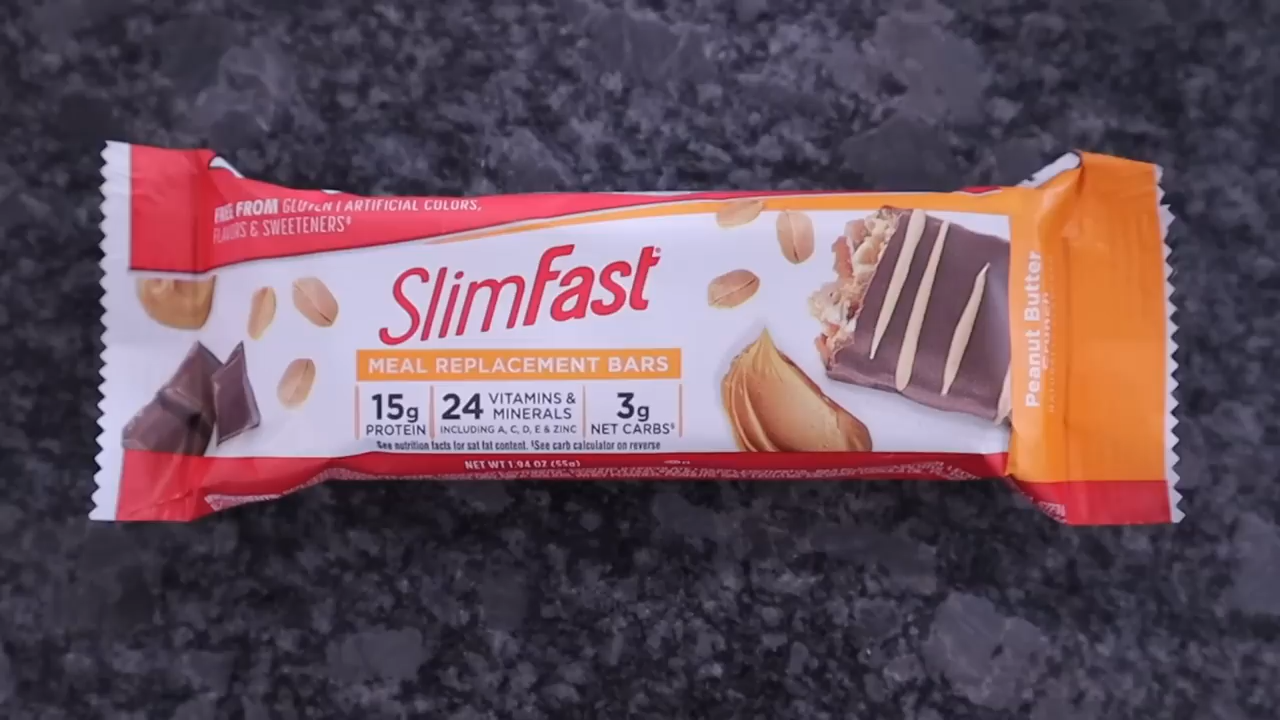 FREE FROM GLUTEN | ARTIFICIAL COLORS,
FLAVORS & SWEETENERS§
SlimFast®
MEAL REPLACEMENT BARS
15g
PROTEIN
24 VITAMINS &
MINERALS
INCLUDING A, C, D, E & ZINC
3g
NET CARBS§
See nutrition facts for sat fat content. §See carb calculator on reverse
NET WT 1.94 OZ (55g)
Peanut Butter
Crunch